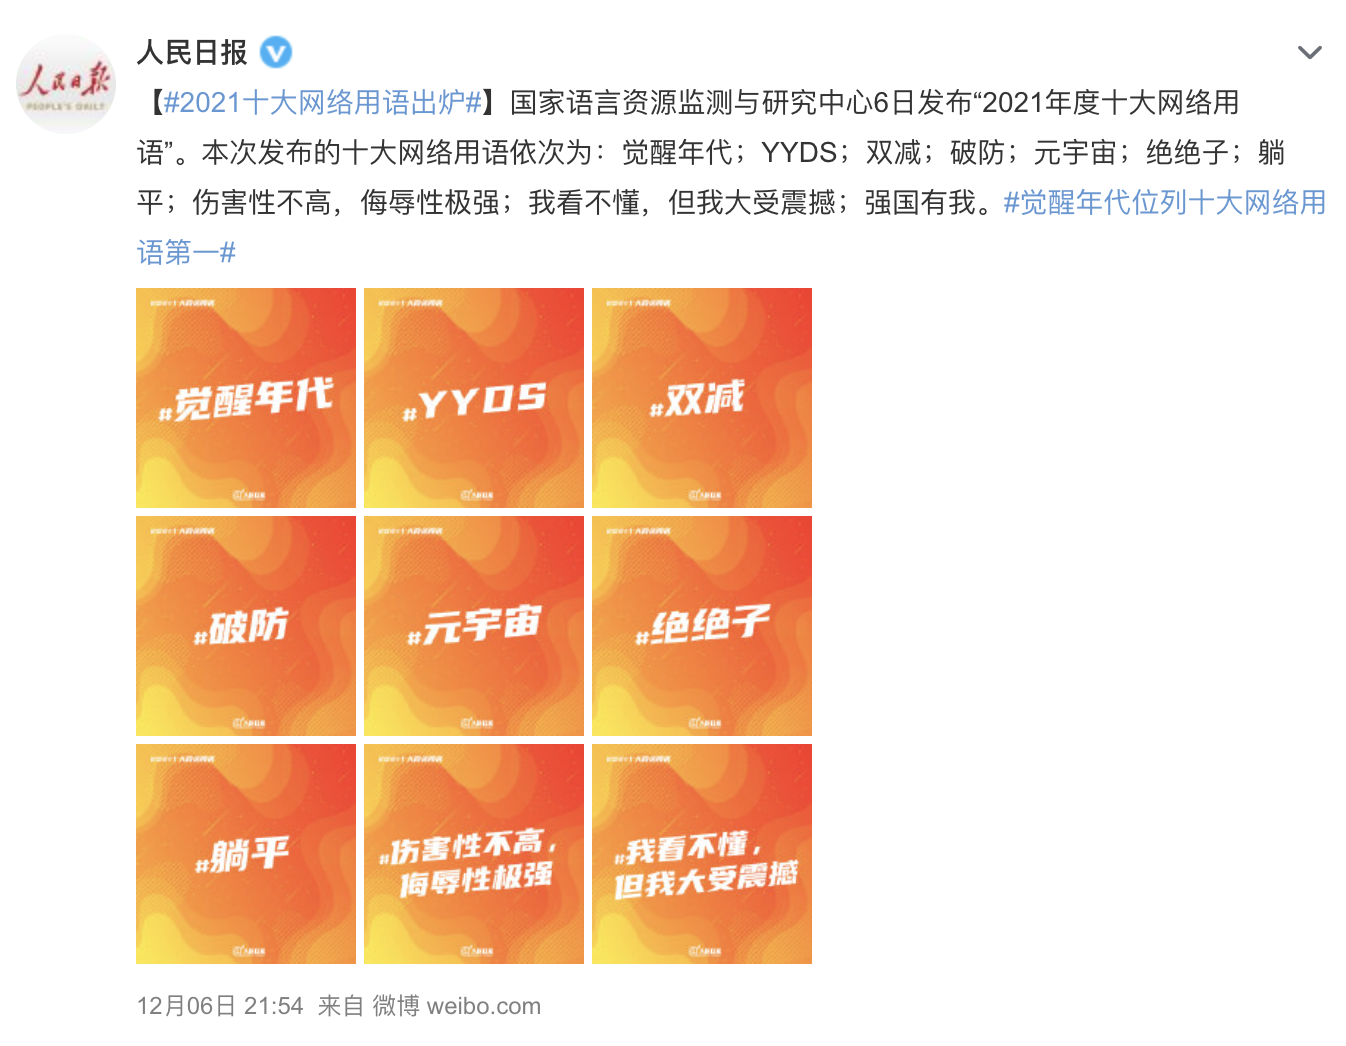 人民日报
人民日报
PEOPLE'S DAILY
【#2021十大网络用语出炉#】国家语言资源监测与研究中心6日发布“2021年度十大网络用
语”。本次发布的十大网络用语依次为：觉醒年代；YYDS；双减；破防；元宇宙；绝绝子；躺
平；伤害性不高，侮辱性极强；我看不懂，但我大受震撼；强国有我。#觉醒年代位列十大网络用
语第一#
#觉醒年代
#YYDS
#双减
#破防
#元宇宙
#绝绝子
#躺平
#伤害性不高，
侮辱性极强
#我看不懂，
但我大受震撼
12月06日 21:54 来自 微博 weibo.com